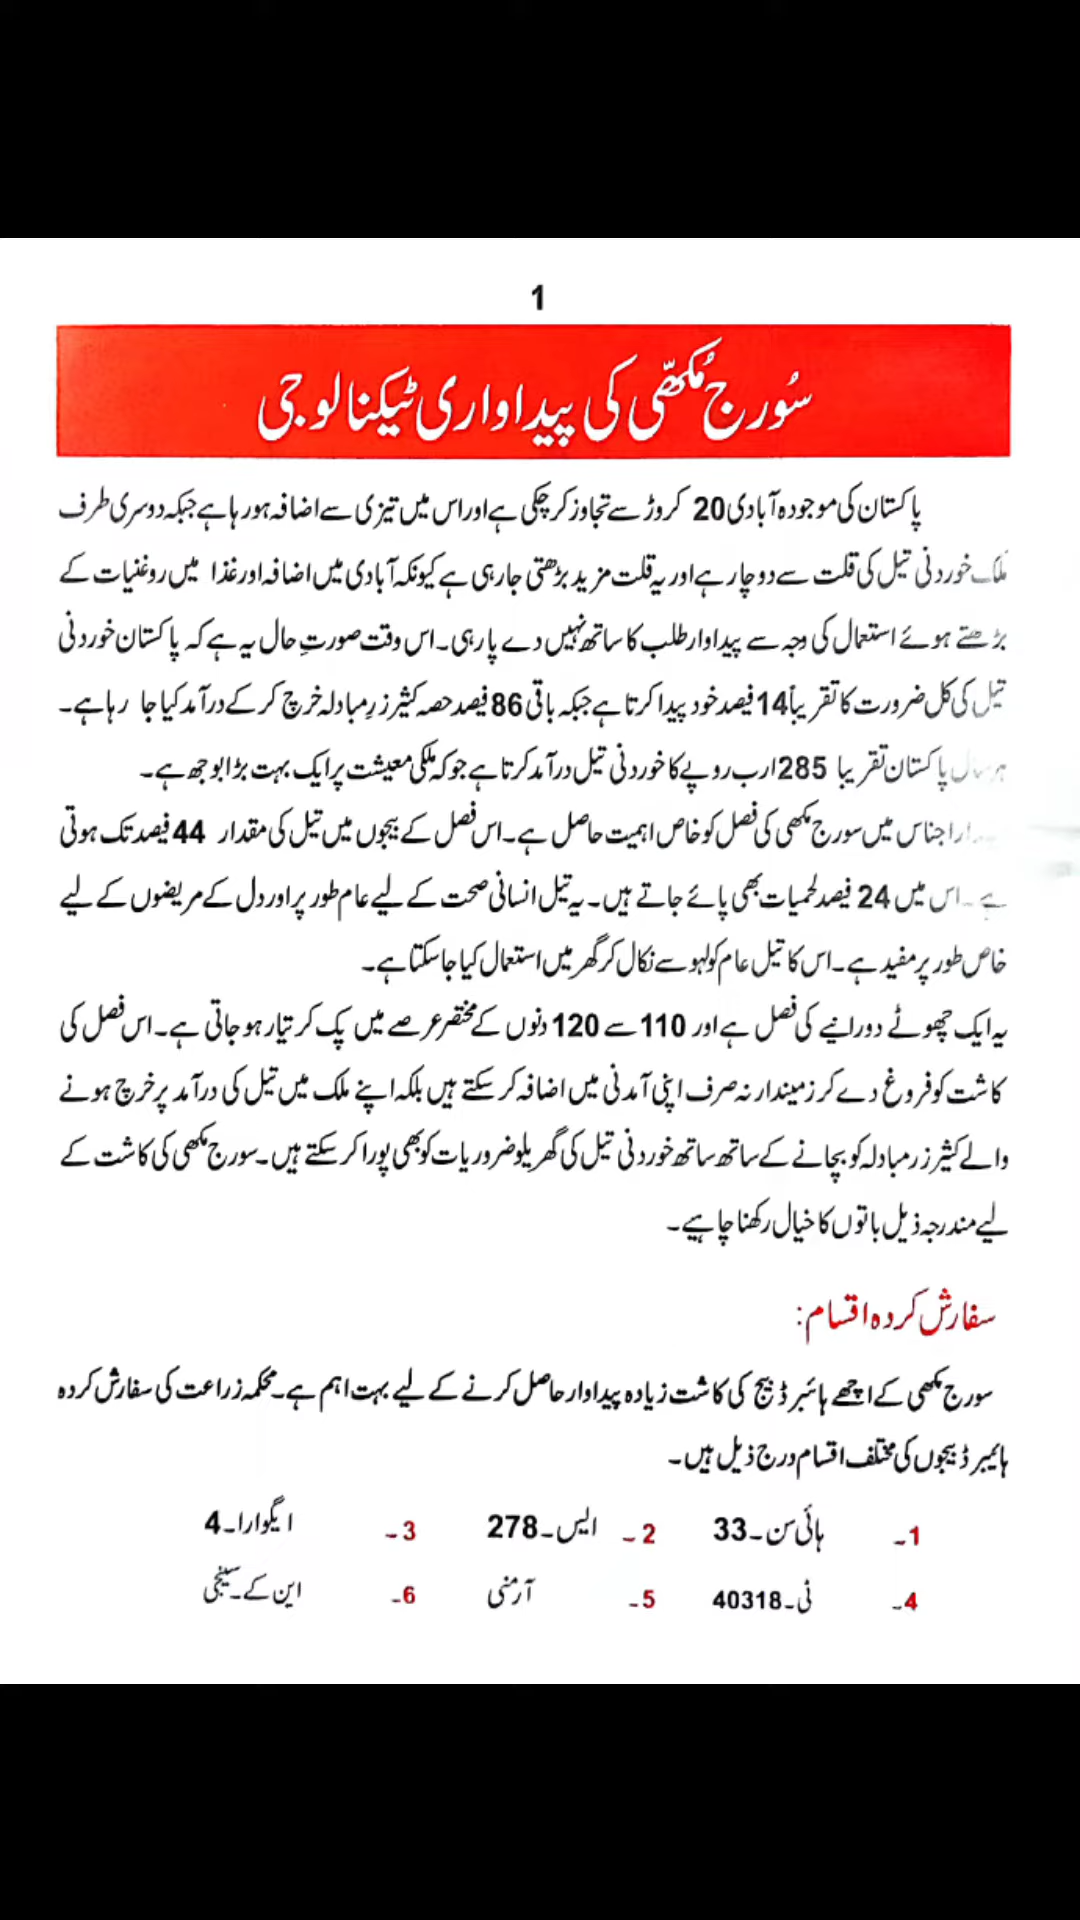 1
سُورج مُکھّی کی پیداواری ٹیکنالوجی
پاکستان کی موجودہ آبادی 20 کروڑ سے تجاوز کر چکی ہے اور اس میں تیزی سے اضافہ ہو رہا ہے جبکہ دوسری طرف
ملک خوردنی تیل کی قلت سے دوچار ہے اور یہ قلت مزید بڑھتی جا رہی ہے کیونکہ آبادی میں اضافہ اور غذا میں روغنیات کے
بڑھتے ہوئے استعمال کی وجہ سے پیداوار طلب کا ساتھ نہیں دے پا رہی۔ اس وقت صورتِ حال یہ ہے کہ پاکستان خوردنی
تیل کی کل ضرورت کا تقریباً 14 فیصد خود پیدا کرتا ہے جبکہ باقی 86 فیصد حصہ کثیر زرِمبادلہ خرچ کر کے درآمد کیا جا رہا ہے۔
ہر سال پاکستان تقریبا 285 ارب روپے کا خوردنی تیل درآمد کرتا ہے جو کہ ملکی معیشت پر ایک بہت بڑا بوجھ ہے۔
اجناس میں سورج مکھی کی فصل کو خاص اہمیت حاصل ہے۔ اس فصل کے بیجوں میں تیل کی مقدار 44 فیصد تک ہوتی
ہے۔ اس میں 24 فیصد لحمیات بھی پائے جاتے ہیں۔ یہ تیل انسانی صحت کے لیے عام طور پر اور دل کے مریضوں کے لیے
خاص طور پر مفید ہے۔ اس کا تیل عام کولہو سے نکال کر گھر میں استعمال کیا جا سکتا ہے۔
یہ ایک چھوٹے دورانیے کی فصل ہے اور 110 سے 120 دنوں کے مختصر عرصے میں پک کر تیار ہو جاتی ہے۔ اس فصل کی
کاشت کو فروغ دے کر زمیندار نہ صرف اپنی آمدنی میں اضافہ کر سکتے ہیں بلکہ اپنے ملک میں تیل کی درآمد پر خرچ ہونے
والے کثیر زرمبادلہ کو بچانے کے ساتھ ساتھ خوردنی تیل کی گھریلو ضروریات کو بھی پورا کر سکتے ہیں۔ سورج مکھی کی کاشت کے
لیے مندرجہ ذیل باتوں کا خیال رکھنا چاہیے۔
سفارش کردہ اقسام:
سورج مکھی کے اچھے ہائبرڈ بیج کی کاشت زیادہ پیداوار حاصل کرنے کے لیے بہت اہم ہے۔ محکمہ زراعت کی سفارش کردہ
ہائیبرڈ بیجوں کی مختلف اقسام درج ذیل ہیں۔
1۔ ہائی سن۔33 2۔ ایس۔278 3۔ ایگوارا۔4
4۔ ٹی۔40318 5۔ آرمنی 6۔ این کے۔سینجی